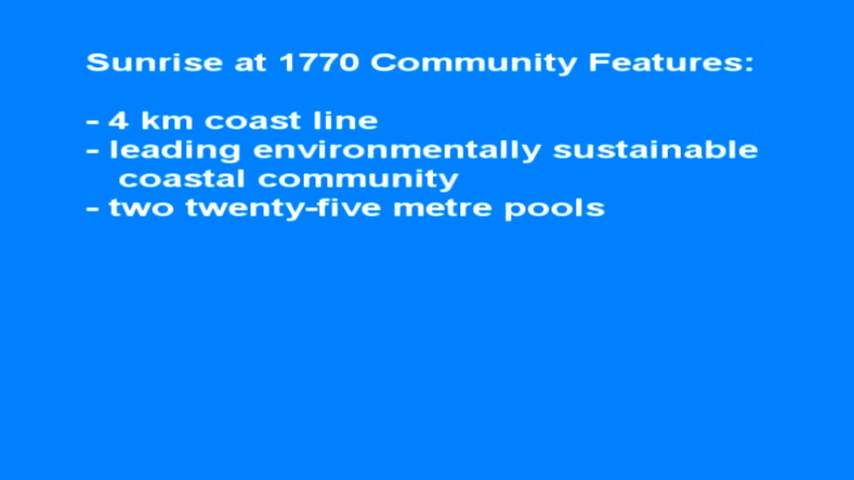 Sunrise at 1770 Community Features:
- 4 km coast line
- leading environmentally sustainable
coastal community
- two twenty-five metre pools